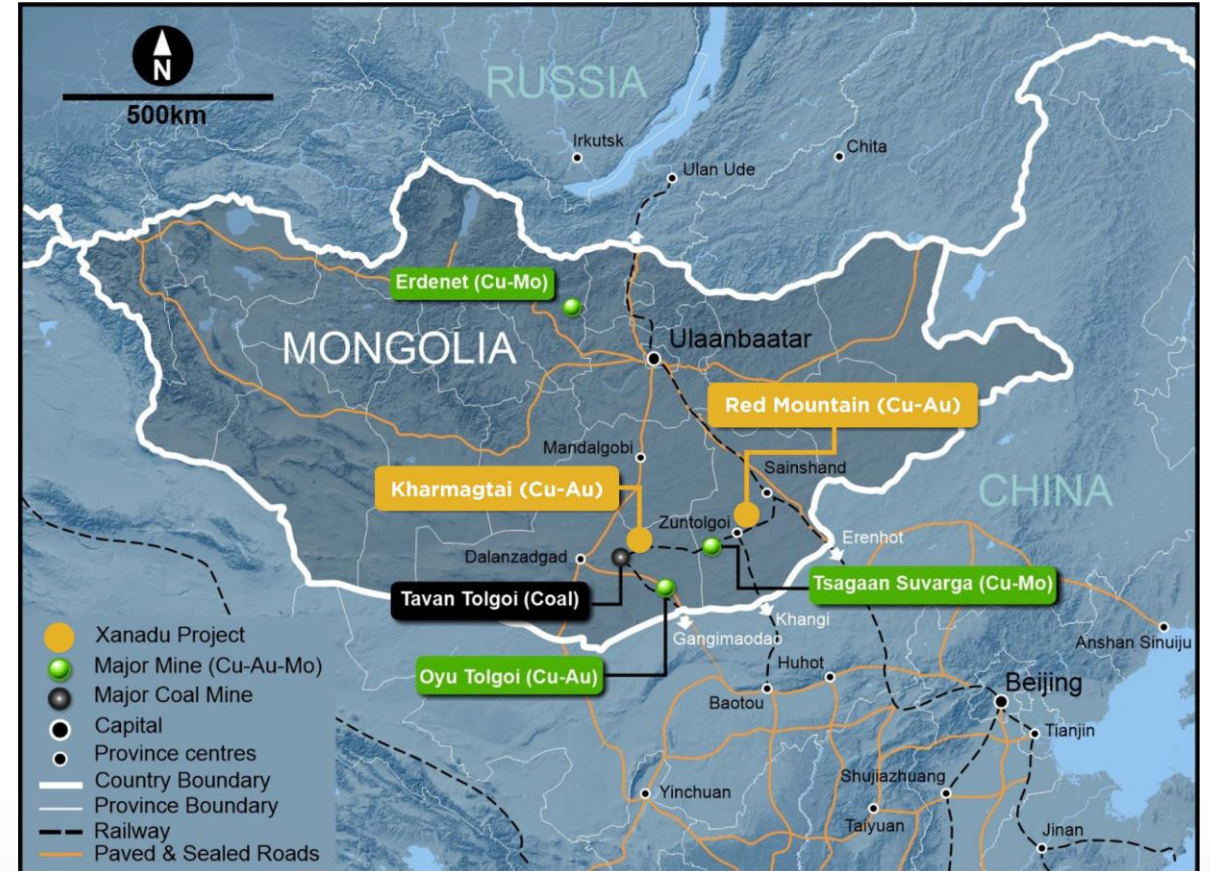 N
500km
RUSSIA
Irkutsk
Ulan Ude
Chita
Erdenet (Cu-Mo)
MONGOLIA
Ulaanbaatar
Red Mountain (Cu-Au)
Mandalgobi
Sainshand
Kharmagtai (Cu-Au)
CHINA
Zuntolgoi
Erenhot
Dalanzadgad
Tsagaan Suvarga (Cu-Mo)
Tavan Tolgoi (Coal)
Khangi
Gangimaodao
Anshan Sinuiju
Oyu Tolgoi (Cu-Au)
Huhot
Baotou
Beijing
Tianjin
Shujiazhuang
Yinchuan
Taiyuan
Jinan
Xanadu Project
Major Mine (Cu-Au-Mo)
Major Coal Mine
Capital
Province centres
Country Boundary
Province Boundary
Railway
Paved & Sealed Roads